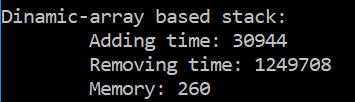 Dinamic-array based stack:
Adding time: 30944
Removing time: 1249708
Memory: 260